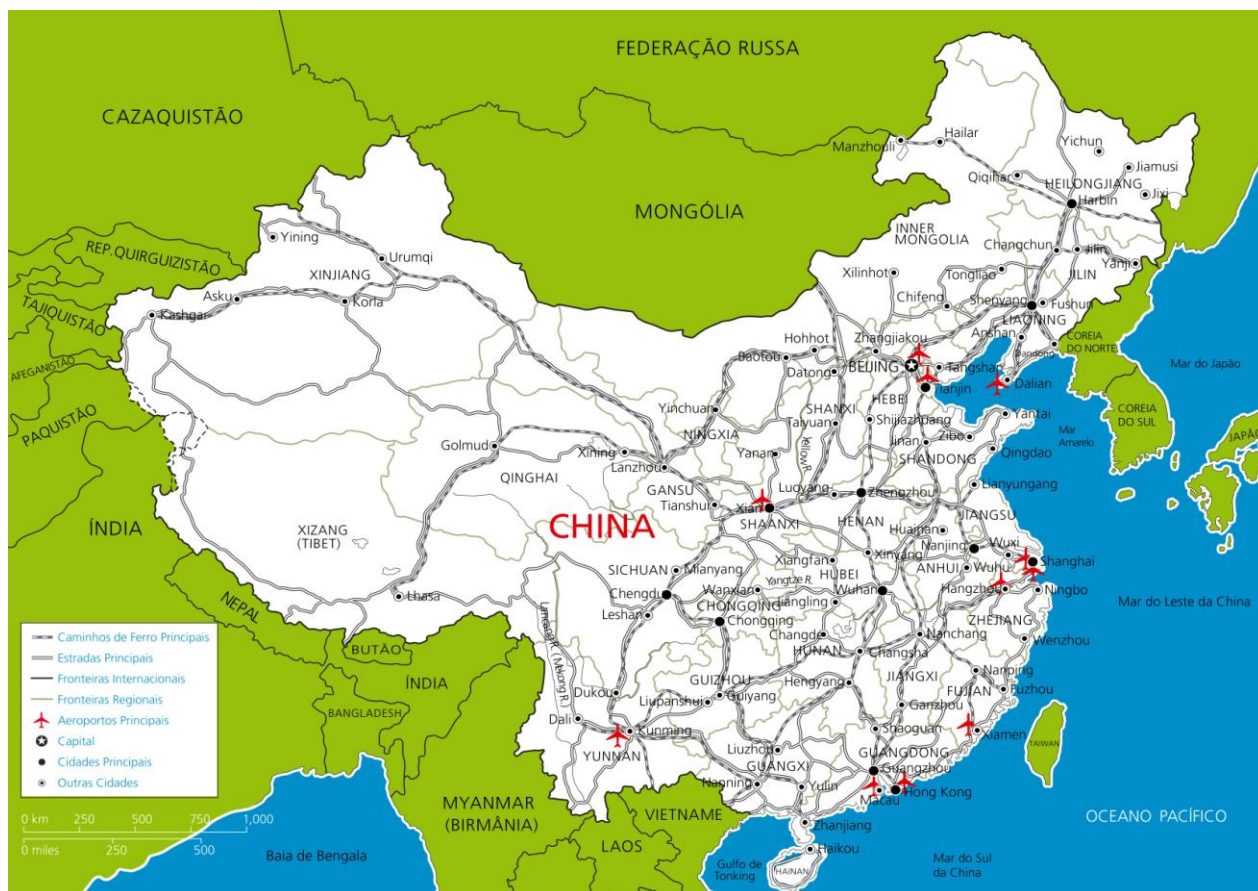 FEDERAÇÃO RUSSA
CAZAQUISTÃO
MONGÓLIA
REP.QUIRGUIZISTÃO
TAJIQUISTÃO
AFEGANISTÃO
PAQUISTÃO
ÍNDIA
NEPAL
BUTÃO
ÍNDIA
BANGLADESH
MYANMAR
(BIRMÂNIA)
LAOS
VIETNAME
COREIA
DO NORTE
COREIA
DO SUL
JAPÃO
TAIWAN
Mar do Japão
Mar
Amarelo
Mar do Leste da China
OCEANO PACÍFICO
Mar do Sul
da China
Gulfo de
Tonking
Baia de Bengala
CHINA
Manzhouli
Hailar
Yichun
Qiqihar
Jiamusi
HEILONGJIANG
Jixi
Harbin
INNER
MONGOLIA
Changchun
Jilin
JILIN
Yanji
Xilinhot
Tongliao
Chifeng
Shenyang
Fushun
LIAONING
Anshan
Dandong
Yining
Urumqi
XINJIANG
Asku
Korla
Kashgar
Hohhot
Zhangjiakou
Baotou
Datong
BEIJING
Tangshan
Tianjin
Dalian
HEBEI
Yinchuan
SHANXI
Shijiazhuang
Yantai
NINGXIA
Taiyuan
Jinan
Zibo
SHANDONG
Qingdao
Golmud
Xining
Lanzhou
Yanan
Yellow R.
QINGHAI
GANSU
Tianshui
Luoyang
Zhengzhou
Lianyungang
Xian
SHAANXI
HENAN
JIANGSU
Huainan
XIZANG
(TIBET)
Nanjing
Wuxi
Shanghai
Xinyang
ANHUI
Wuhu
SICHUAN
Mianyang
Xiangfan
HUBEI
Wanxian
Yangtze R.
Wuhan
Hangzhou
Ningbo
Lhasa
Chengdu
CHONGQING
Jiangling
ZHEJIANG
Leshan
Chongqing
Changde
Nanchang
Wenzhou
HUNAN
Changsha
Mekong R.)
Dukou
GUIZHOU
Liupanshui
Guiyang
Hengyang
JIANGXI
Nanping
FUJIAN
Fuzhou
Ganzhou
Dali
Kunming
Shaoguan
Xiamen
YUNNAN
Liuzhou
GUANGDONG
GUANGXI
Guangzhou
Nanning
Yulin
Macau
Hong Kong
Zhanjiang
Haikou
HAINAN
Caminhos de Ferro Principais
Estradas Principais
Fronteiras Internacionais
Fronteiras Regionais
Aeroportos Principais
Capital
Cidades Principais
Outras Cidades
0 km 250 500 750 1,000
0 miles 250 500